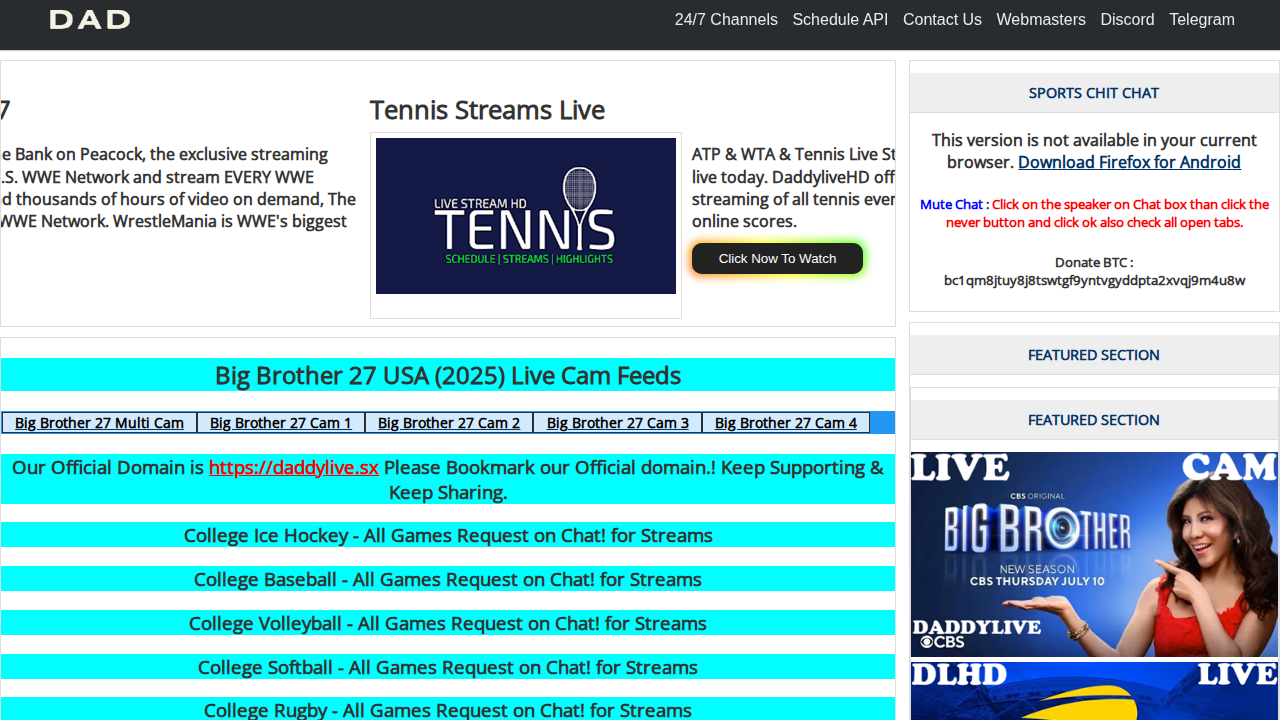 DAD
24/7 Channels Schedule API Contact Us Webmasters Discord Telegram
7
e Bank on Peacock, the exclusive streaming
.S. WWE Network and stream EVERY WWE
d thousands of hours of video on demand, The
WWE Network. WrestleMania is WWE's biggest
Tennis Streams Live
LIVE STREAM HD
TENNIS
SCHEDULE | STREAMS | HIGHLIGHTS
ATP & WTA & Tennis Live St
live today. DaddyliveHD off
streaming of all tennis even
online scores.
Click Now To Watch
Big Brother 27 USA (2025) Live Cam Feeds
Big Brother 27 Multi Cam Big Brother 27 Cam 1 Big Brother 27 Cam 2 Big Brother 27 Cam 3 Big Brother 27 Cam 4
Our Official Domain is https://daddylive.sx Please Bookmark our Official domain.! Keep Supporting &
Keep Sharing.
College Ice Hockey - All Games Request on Chat! for Streams
College Baseball - All Games Request on Chat! for Streams
College Volleyball - All Games Request on Chat! for Streams
College Softball - All Games Request on Chat! for Streams
College Rugby - All Games Request on Chat! for Streams
SPORTS CHIT CHAT
This version is not available in your current
browser. Download Firefox for Android
Mute Chat : Click on the speaker on Chat box than click the
never button and click ok also check all open tabs.
Donate BTC :
bc1qm8jtuy8j8tswtgf9yntvgyddpta2xvqj9m4u8w
FEATURED SECTION
FEATURED SECTION
LIVE CAM
CBS ORIGINAL
BIG BROTHER
NEW SEASON
CBS THURSDAY JULY 10
DADDYLIVE
CBS
DLHD LIVE